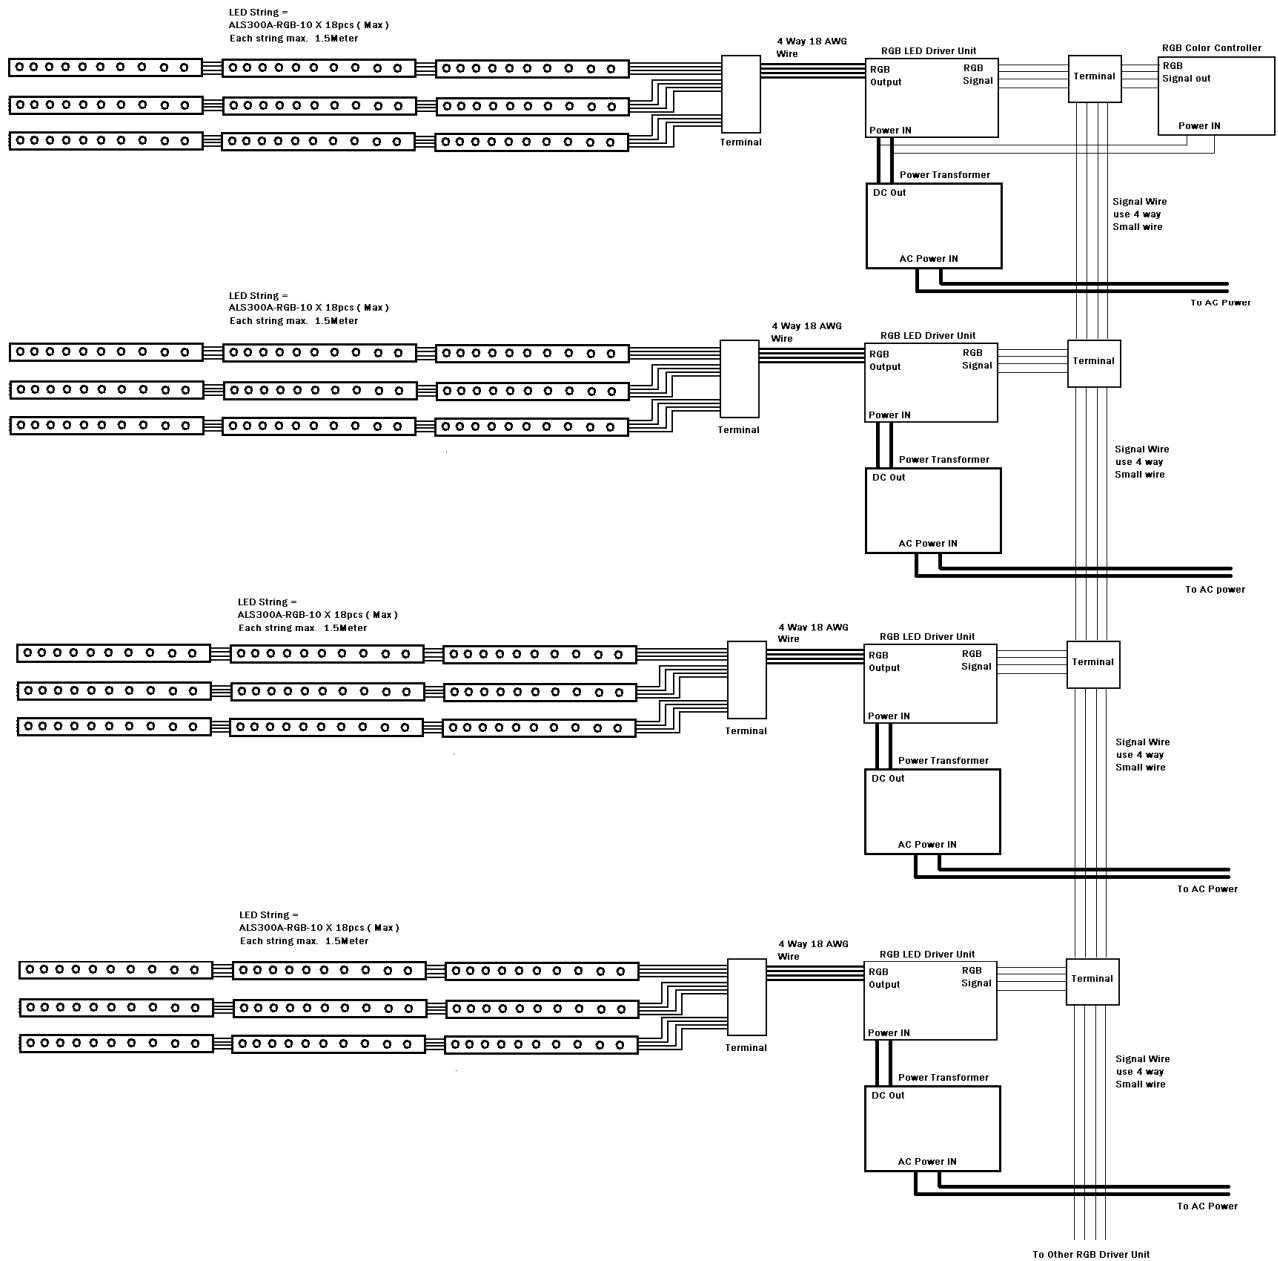 LED String =
ALS300A-RGB-10 X 18pcs ( Max )
Each string max. 1.5Meter
4 Way 18 AWG
Wire
RGB LED Driver Unit
RGB Color Controller
RGB
Output
RGB
Signal
Terminal
RGB
Signal out
Power IN
Power IN
Terminal
Power Transformer
DC Out
Signal Wire
use 4 way
Small wire
AC Power IN
To AC Power
LED String =
ALS300A-RGB-10 X 18pcs ( Max )
Each string max. 1.5Meter
4 Way 18 AWG
Wire
RGB LED Driver Unit
RGB
Output
RGB
Signal
Terminal
Power IN
Terminal
Power Transformer
DC Out
Signal Wire
use 4 way
Small wire
AC Power IN
To AC power
LED String =
ALS300A-RGB-10 X 18pcs ( Max )
Each string max. 1.5Meter
4 Way 18 AWG
Wire
RGB LED Driver Unit
RGB
Output
RGB
Signal
Terminal
Power IN
Terminal
Power Transformer
DC Out
Signal Wire
use 4 way
Small wire
AC Power IN
To AC Power
LED String =
ALS300A-RGB-10 X 18pcs ( Max )
Each string max. 1.5Meter
4 Way 18 AWG
Wire
RGB LED Driver Unit
RGB
Output
RGB
Signal
Terminal
Power IN
Terminal
Power Transformer
DC Out
Signal Wire
use 4 way
Small wire
AC Power IN
To AC Power
To Other RGB Driver Unit